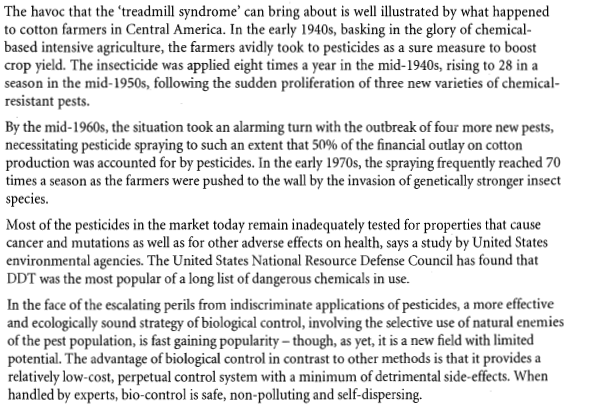 The havoc that the ‘treadmill syndrome’ can bring about is well illustrated by what happened
to cotton farmers in Central America. In the early 1940s, basking in the glory of chemical-
based intensive agriculture, the farmers avidly took to pesticides as a sure measure to boost
crop yield. The insecticide was applied eight times a year in the mid-1940s, rising to 28 in a
season in the mid-1950s, following the sudden proliferation of three new varieties of chemical-
resistant pests.
By the mid-1960s, the situation took an alarming turn with the outbreak of four more new pests,
necessitating pesticide spraying to such an extent that 50% of the financial outlay on cotton
production was accounted for by pesticides. In the early 1970s, the spraying frequently reached 70
times a season as the farmers were pushed to the wall by the invasion of genetically stronger insect
species.
Most of the pesticides in the market today remain inadequately tested for properties that cause
cancer and mutations as well as for other adverse effects on health, says a study by United States
environmental agencies. The United States National Resource Defense Council has found that
DDT was the most popular of a long list of dangerous chemicals in use.
In the face of the escalating perils from indiscriminate applications of pesticides, a more effective
and ecologically sound strategy of biological control, involving the selective use of natural enemies
of the pest population, is fast gaining popularity – though, as yet, it is a new field with limited
potential. The advantage of biological control in contrast to other methods is that it provides a
relatively low-cost, perpetual control system with a minimum of detrimental side-effects. When
handled by experts, bio-control is safe, non-polluting and self-dispersing.